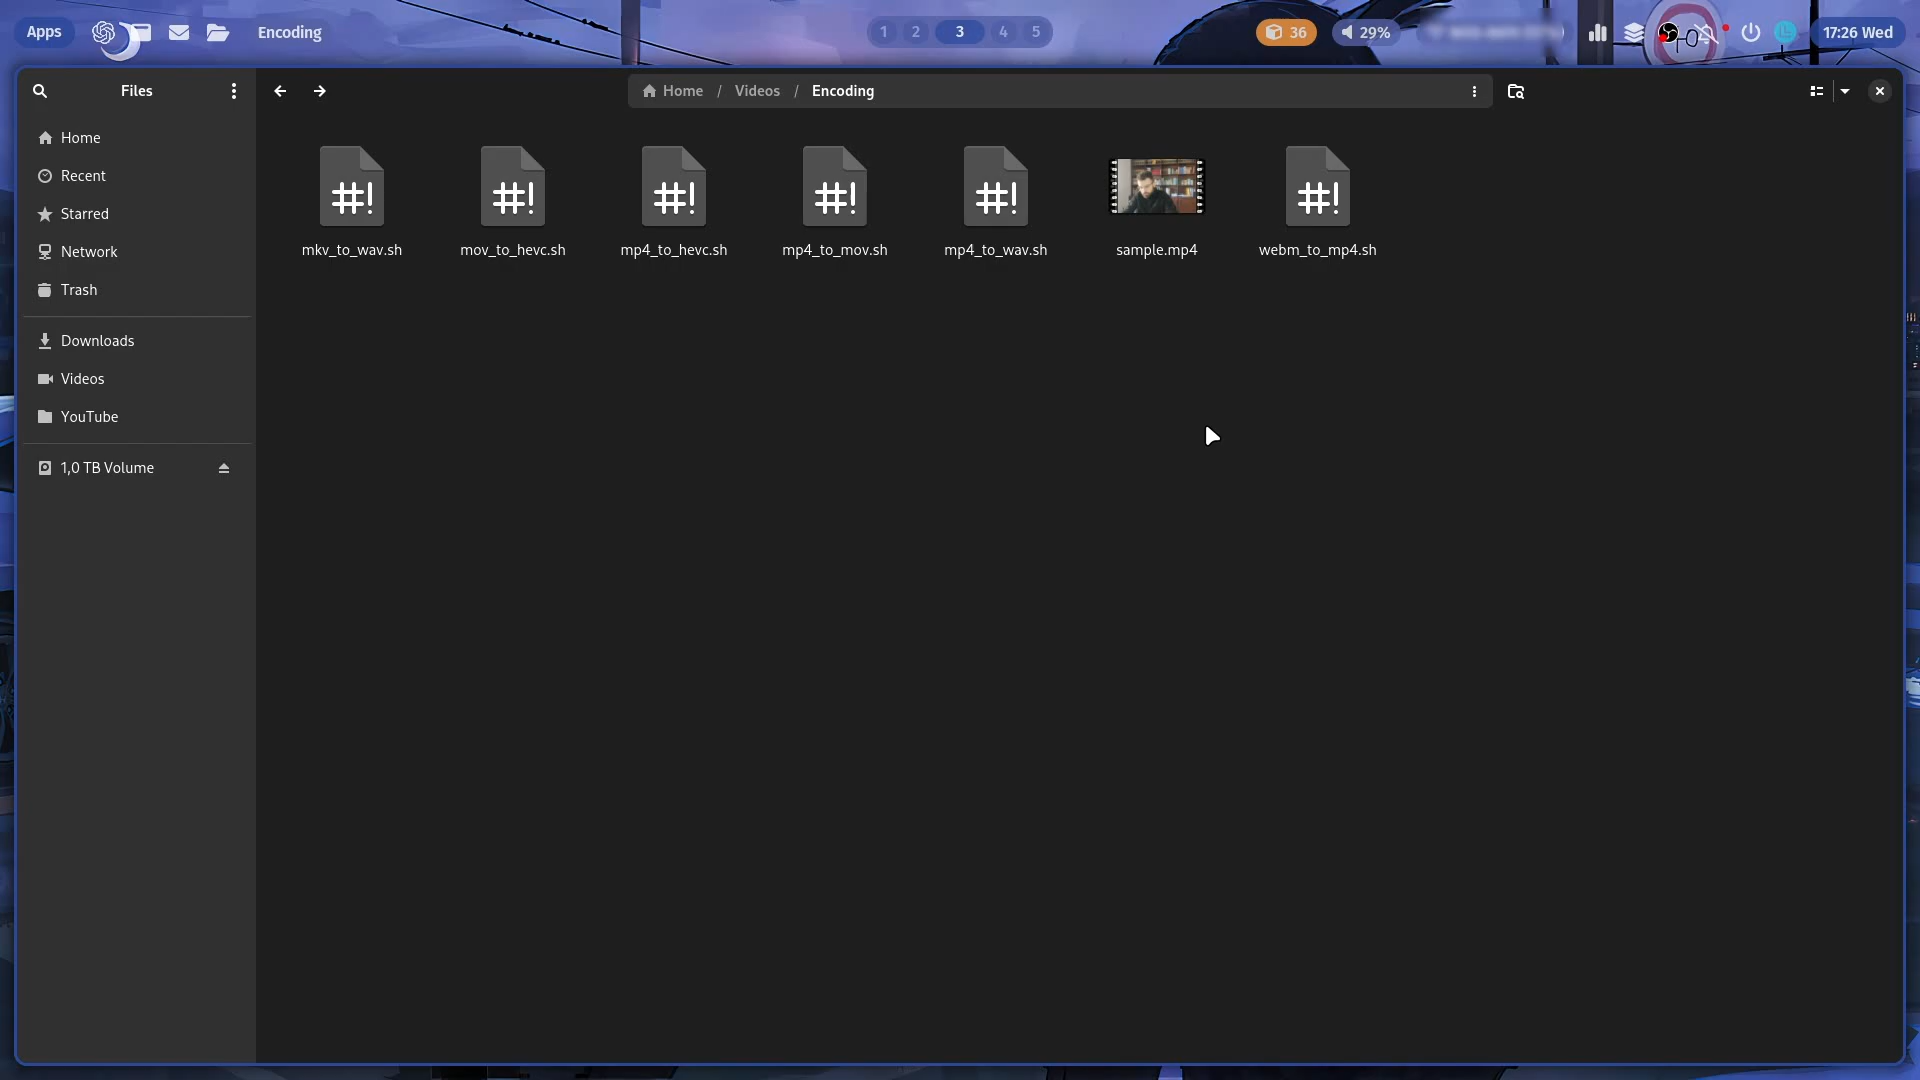 Apps
Encoding
1 2 3 4 5
36
29%
17:26 Wed
Files
Home / Videos / Encoding
Home
Recent
Starred
Network
Trash
Downloads
Videos
YouTube
1,0 TB Volume
#! #! #! #! #! #!
mkv_to_wav.sh
mov_to_hevc.sh
mp4_to_hevc.sh
mp4_to_mov.sh
mp4_to_wav.sh
sample.mp4
webm_to_mp4.sh